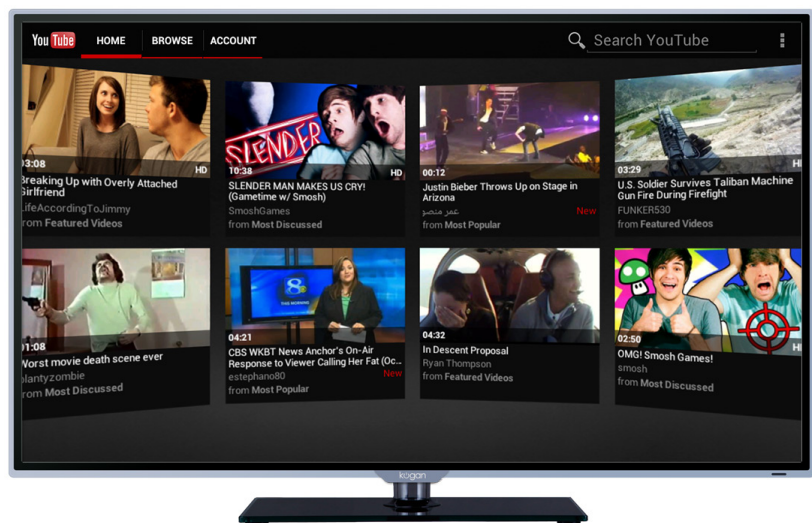 You Tube HOME BROWSE ACCOUNT Search YouTube
SLENDER
03:08 HD
Breaking Up with Overly Attached
Girlfriend
LifeAccordingToJimmy
from Featured Videos
10:38 HD
SLENDER MAN MAKES US CRY!
(Gametime w/ Smosh)
SmoshGames
from Most Discussed
00:12
Justin Bieber Throws Up on Stage in
Arizona
عمر منصو
New
from Most Popular
03:29 HD
U.S. Soldier Survives Taliban Machine
Gun Fire During Firefight
FUNKER530
from Featured Videos
01:08
Worst movie death scene ever
plantyzombie
from Most Discussed
8
THIS MORNING
04:21
CBS WKBT News Anchor's On-Air
Response to Viewer Calling Her Fat (Oc...
estephano80 New
from Most Popular
04:32
In Descent Proposal
Ryan Thompson
from Featured Videos
02:50 HD
OMG! Smosh Games!
smosh
from Most Discussed
kogan